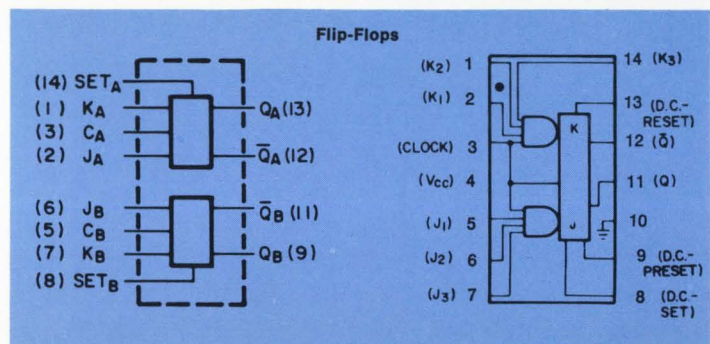 Flip-Flops
(14) SETA
(1) KA
(3) CA
(2) JA
QA (13)
Q̅A (12)
(6) JB
(5) CB
(7) KB
(8) SETB
Q̅B (11)
QB (9)
(K2) 1
(K1) 2
(CLOCK) 3
(VCC) 4
(J1) 5
(J2) 6
(J3) 7
K
J
14 (K3)
13 (D.C.-
RESET)
12 (Q̅)
11 (Q)
10
9 (D.C.-
PRESET)
8 (D.C.-
SET)